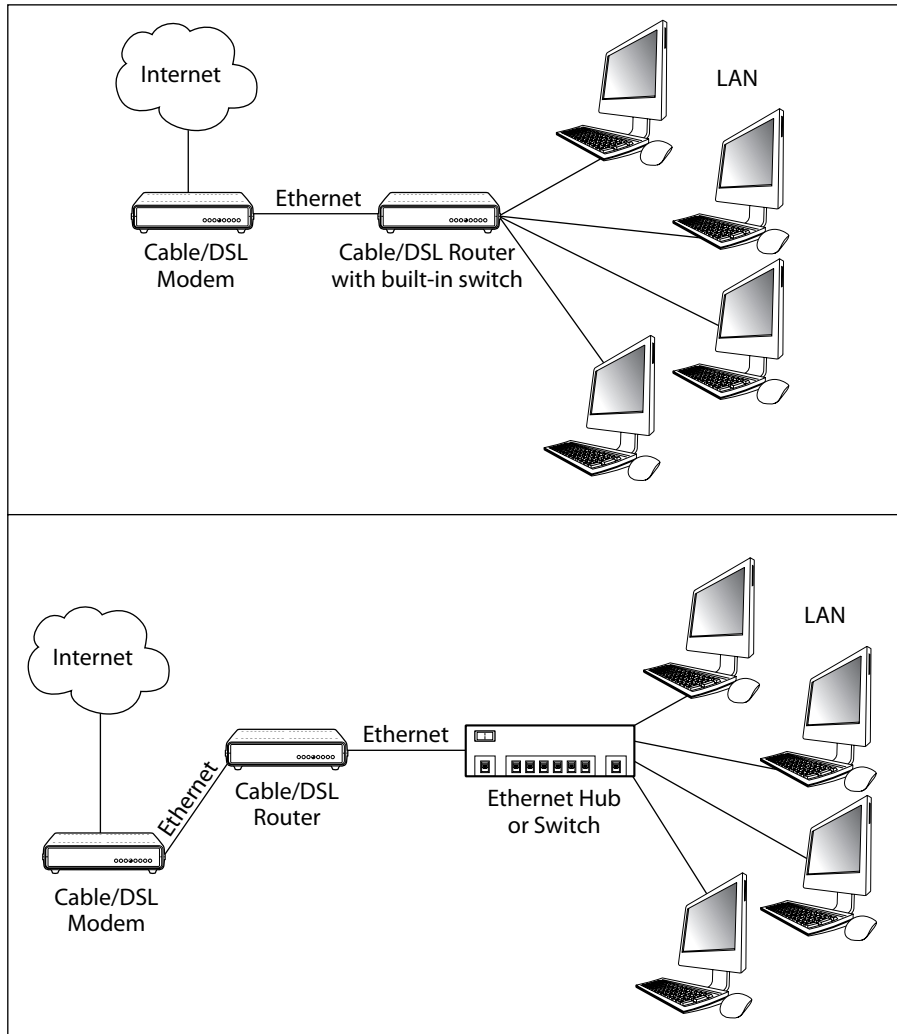 Internet
LAN
Ethernet
Cable/DSL
Modem
Cable/DSL Router
with built-in switch
LAN
Internet
Ethernet
Ethernet
Cable/DSL
Router
Ethernet Hub
or Switch
Cable/DSL
Modem